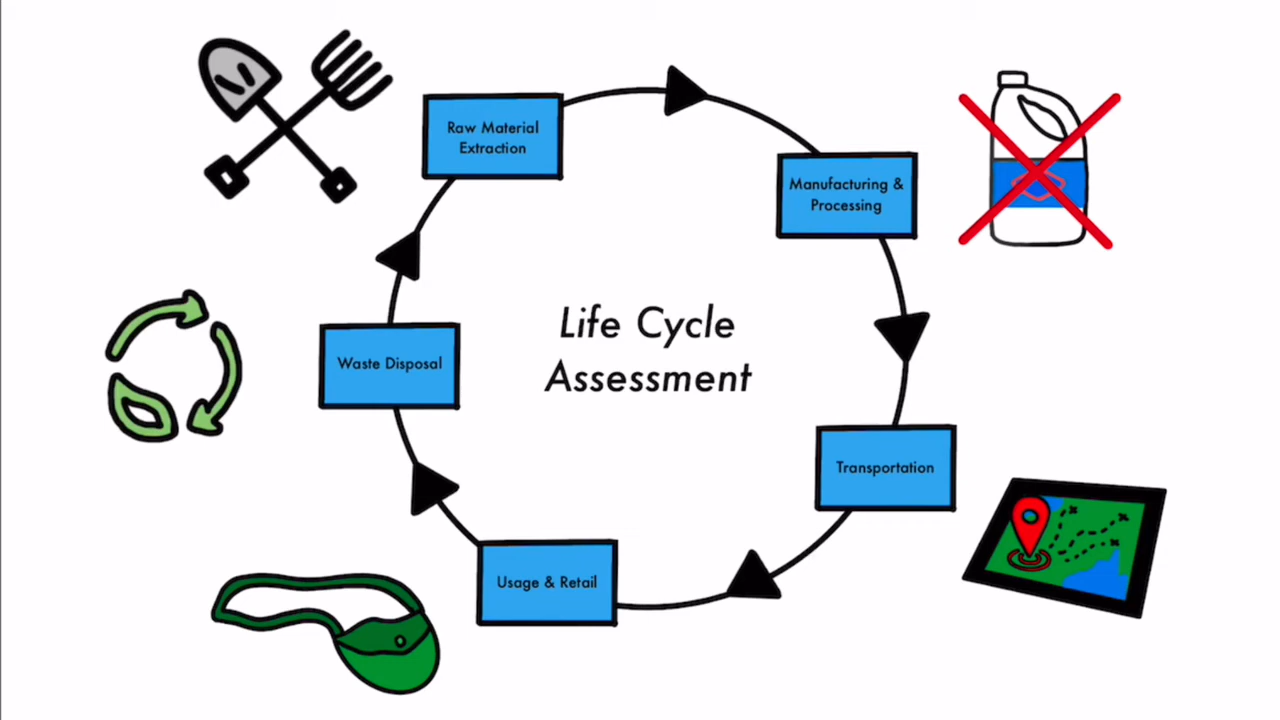 Raw Material
Extraction
Manufacturing &
Processing
Life Cycle
Assessment
Waste Disposal
Transportation
Usage & Retail